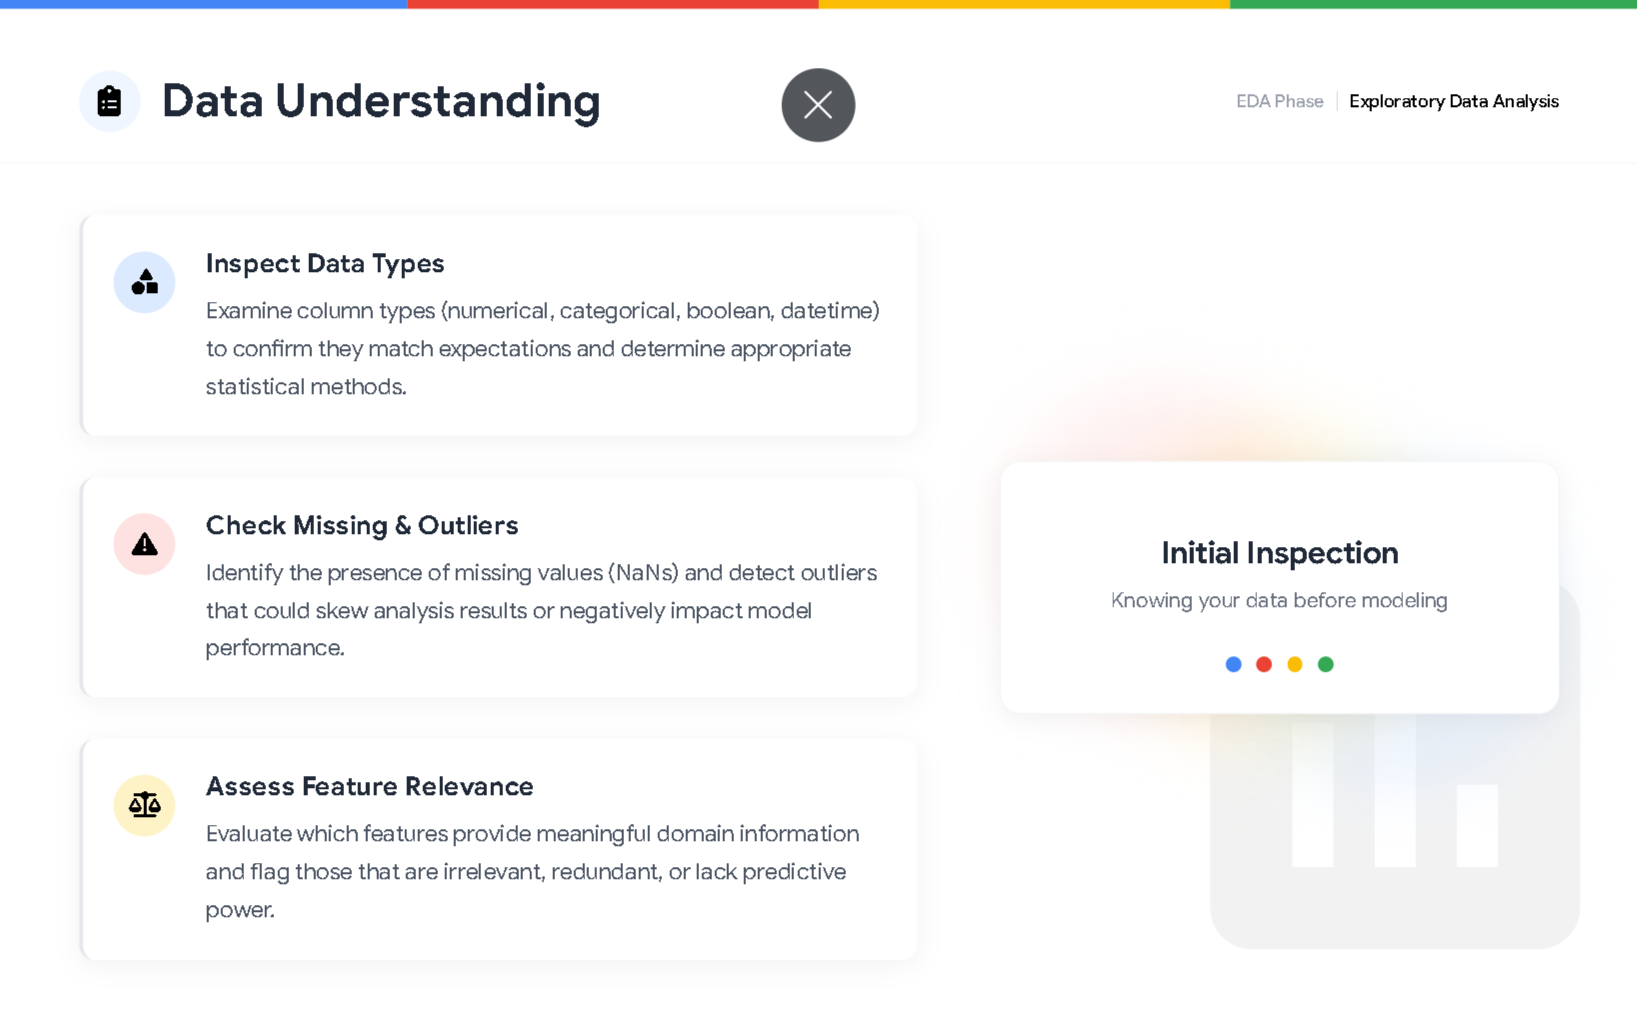 Data Understanding
EDA Phase
Exploratory Data Analysis
Inspect Data Types
Examine column types (numerical, categorical, boolean, datetime)
to confirm they match expectations and determine appropriate
statistical methods.
Check Missing & Outliers
Identify the presence of missing values (NaNs) and detect outliers
that could skew analysis results or negatively impact model
performance.
Assess Feature Relevance
Evaluate which features provide meaningful domain information
and flag those that are irrelevant, redundant, or lack predictive
power.
Initial Inspection
Knowing your data before modeling